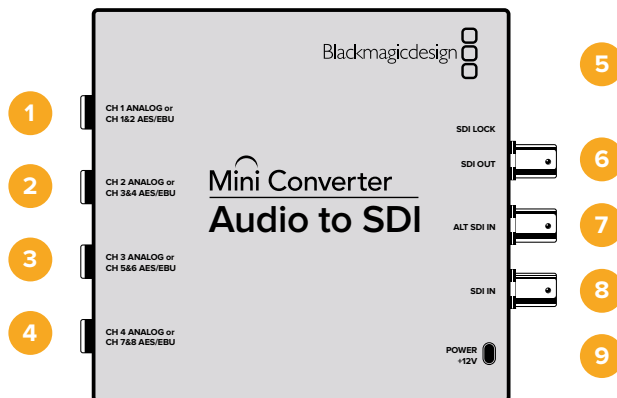 Blackmagicdesign
5
1
CH 1 ANALOG or
CH 1&2 AES/EBU
SDI LOCK
SDI OUT
6
2
CH 2 ANALOG or
CH 3&4 AES/EBU
Mini Converter
Audio to SDI
ALT SDI IN
7
3
CH 3 ANALOG or
CH 5&6 AES/EBU
SDI IN
8
4
CH 4 ANALOG or
CH 7&8 AES/EBU
POWER
+12V
9